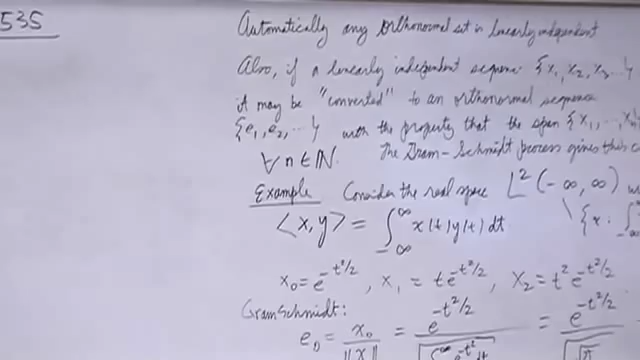 535
Automatically any orthonormal set is linearly independent
Also, if a linearly independent sequence {x₁, x₂, x₃ ...}
it may be "converted" to an orthonormal sequence
{e₁, e₂, ...} with the property that the span {x₁, ..., xₙ}
∀ n ∈ ℕ. The Gram-Schmidt process gives this
Example Consider the real space L²(-∞, ∞)
⟨x, y⟩ = ∫_{-∞}^{∞} x(t) y(t) dt {x : ∫
x₀ = e^{-t²/2}, x₁ = t e^{-t²/2}, x₂ = t² e^{-t²/2}
Gram Schmidt:
e₀ = x₀/||x|| = e^{-t²/2}/√(∫^{∞} e^{-t²} dt) = e^{-t²/2}/√(√π)